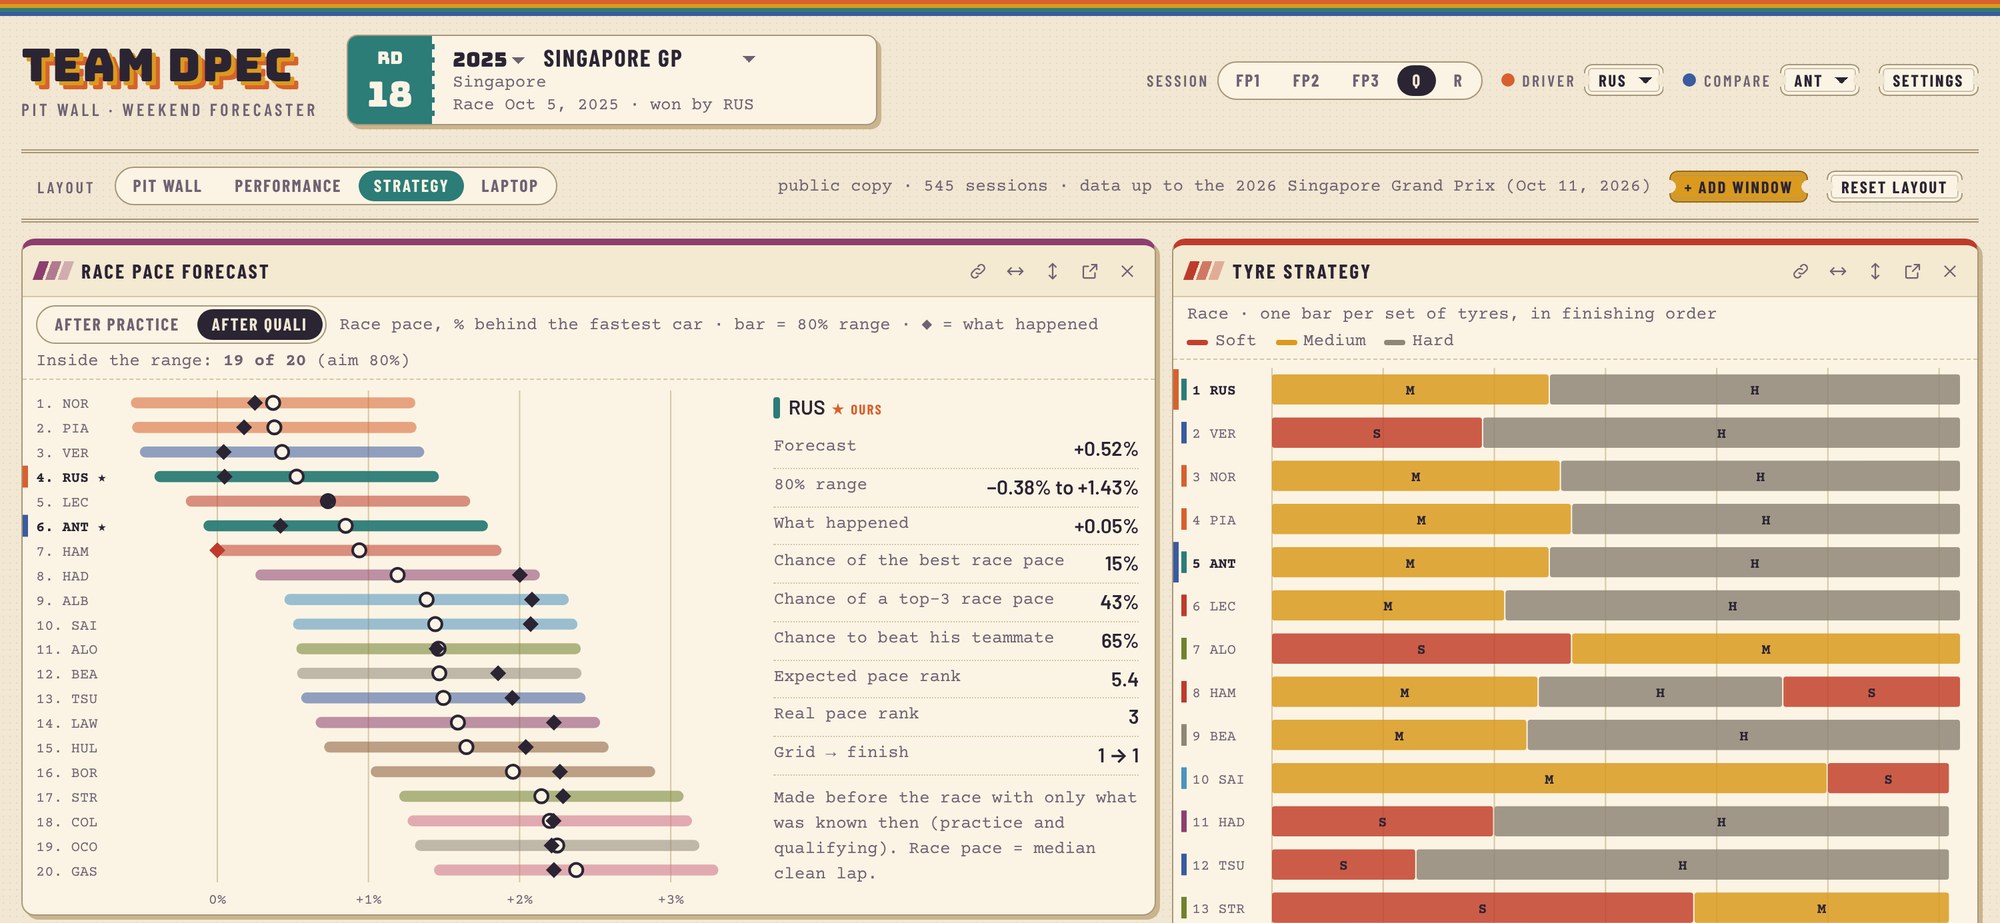 TEAM DPEC
PIT WALL · WEEKEND FORECASTER
RD
18
2025 SINGAPORE GP
Singapore
Race Oct 5, 2025 · won by RUS
SESSION FP1 FP2 FP3 Q R DRIVER RUS COMPARE ANT SETTINGS
LAYOUT PIT WALL PERFORMANCE STRATEGY LAPTOP
public copy · 545 sessions · data up to the 2026 Singapore Grand Prix (Oct 11, 2026) + ADD WINDOW RESET LAYOUT
RACE PACE FORECAST
AFTER PRACTICE AFTER QUALI Race pace, % behind the fastest car · bar = 80% range · ◆ = what happened
Inside the range: 19 of 20 (aim 80%)
1. NOR
2. PIA
3. VER
4. RUS ★
5. LEC
6. ANT ★
7. HAM
8. HAD
9. ALB
10. SAI
11. ALO
12. BEA
13. TSU
14. LAW
15. HUL
16. BOR
17. STR
18. COL
19. OCO
20. GAS
0% +1% +2% +3%
RUS ★ OURS
Forecast +0.52%
80% range −0.38% to +1.43%
What happened +0.05%
Chance of the best race pace 15%
Chance of a top-3 race pace 43%
Chance to beat his teammate 65%
Expected pace rank 5.4
Real pace rank 3
Grid → finish 1 → 1
Made before the race with only what
was known then (practice and
qualifying). Race pace = median
clean lap.
TYRE STRATEGY
Race · one bar per set of tyres, in finishing order
Soft Medium Hard
1 RUS M H
2 VER S H
3 NOR M H
4 PIA M H
5 ANT M H
6 LEC M H
7 ALO S M
8 HAM M H S
9 BEA M H
10 SAI M S
11 HAD S H
12 TSU S H
13 STR S M